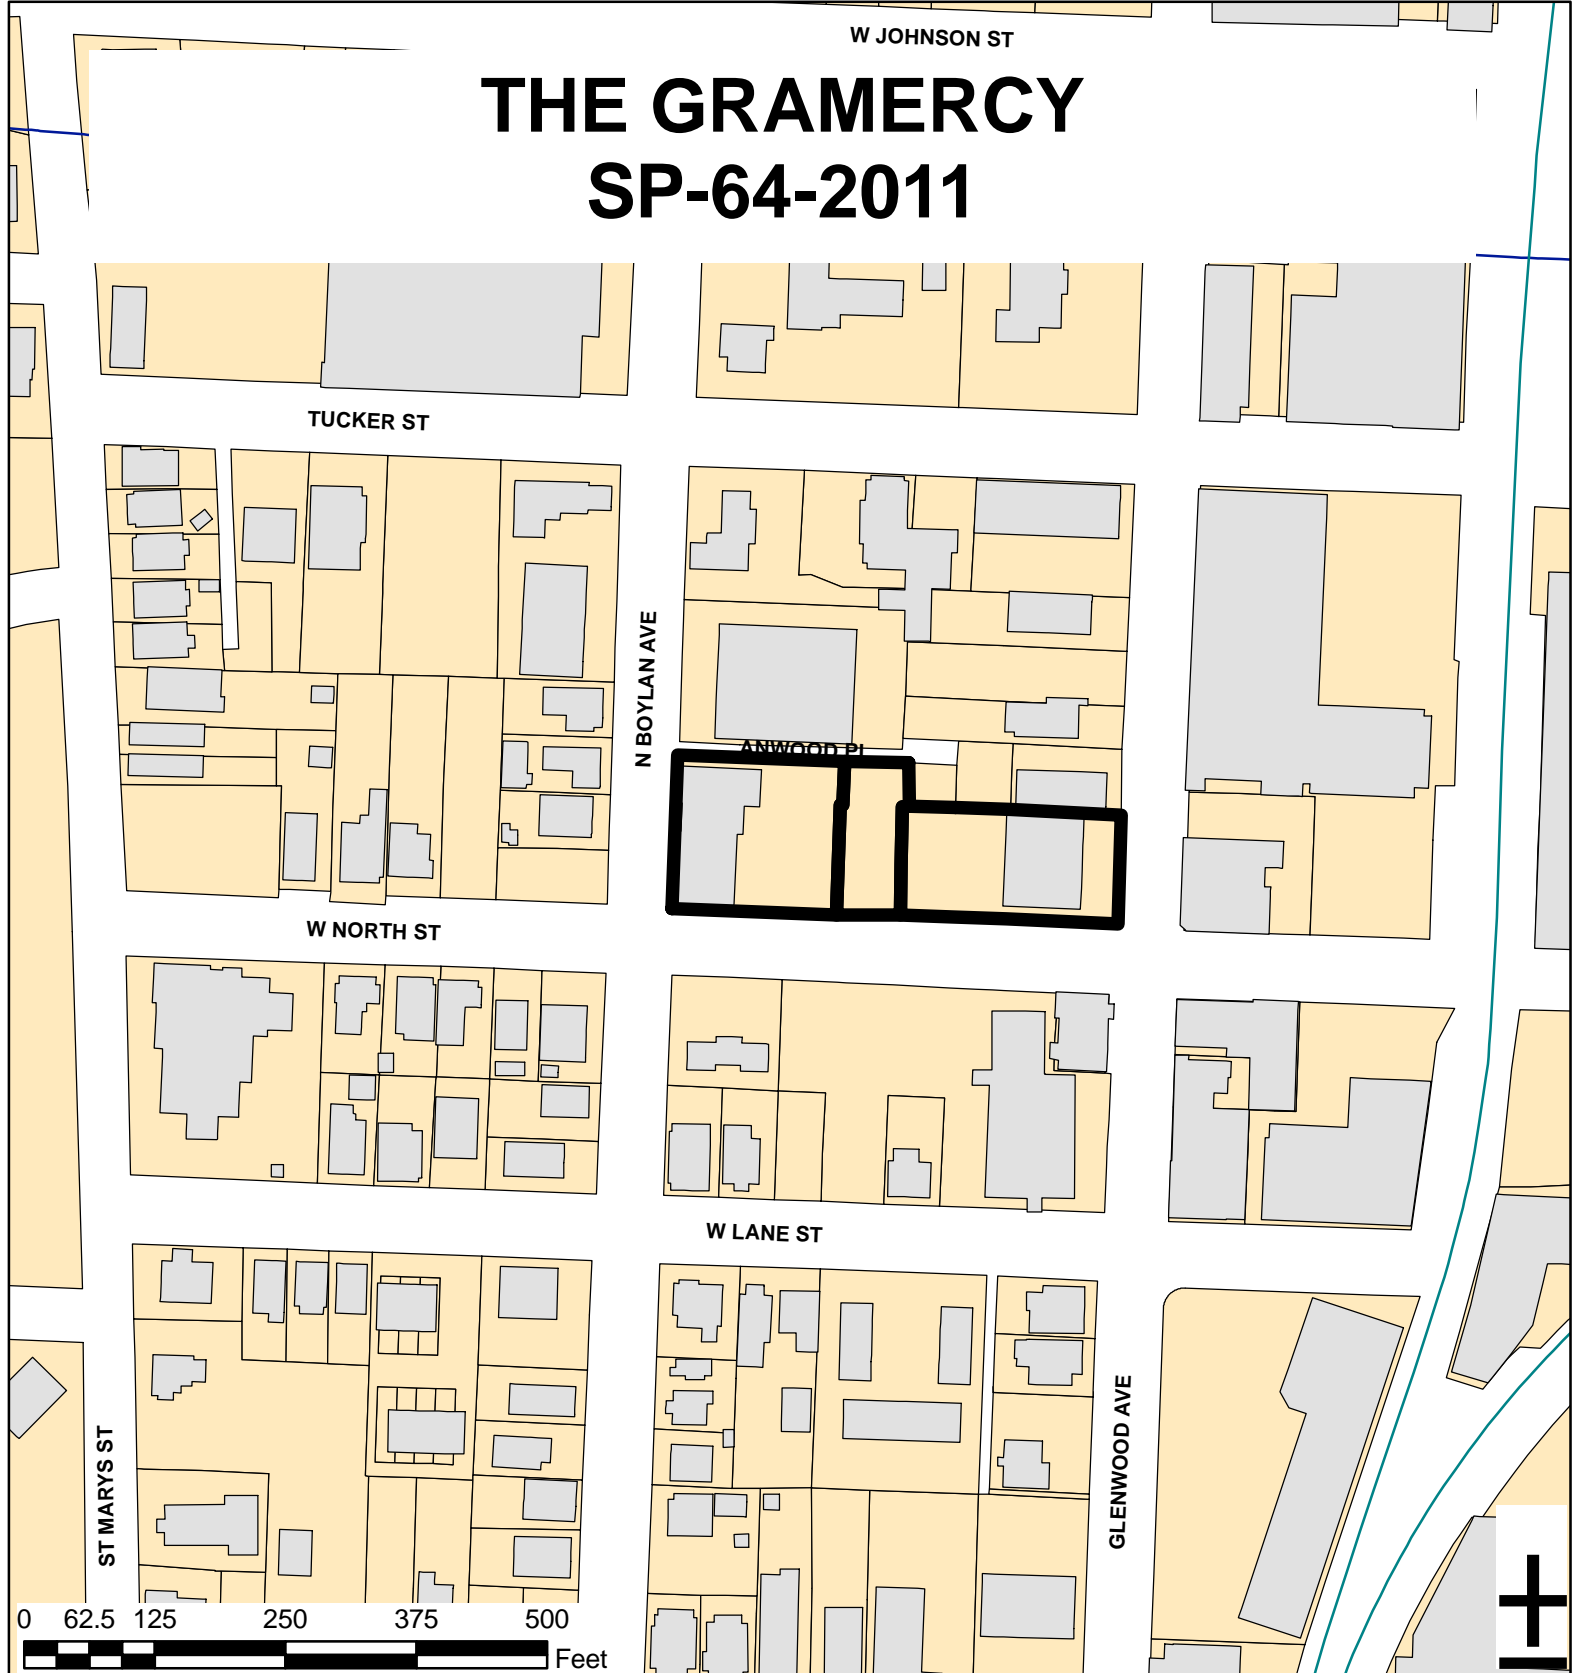 W JOHNSON ST
THE GRAMERCY
SP-64-2011
TUCKER ST
N BOYLAN AVE
ANWOOD PL
W NORTH ST
W LANE ST
GLENWOOD AVE
ST MARYS ST
0 62.5 125 250 375 500
Feet